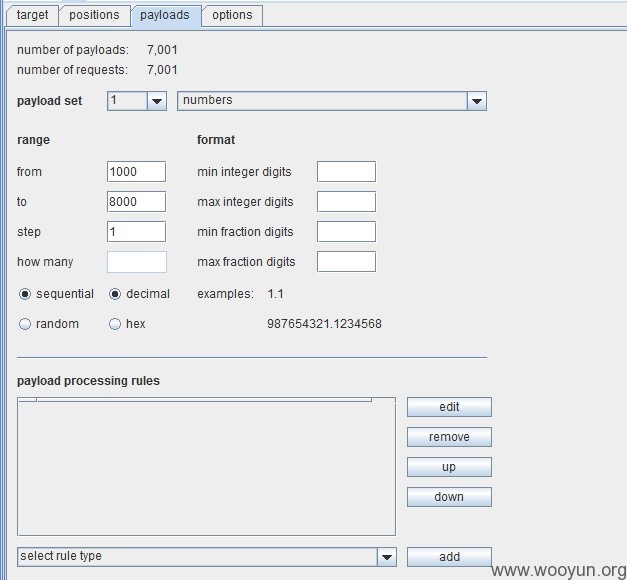 target positions payloads options
number of payloads: 7,001
number of requests: 7,001
payload set 1 numbers
range format
from 1000 min integer digits
to 8000 max integer digits
step 1 min fraction digits
how many max fraction digits
sequential decimal examples: 1.1
random hex 987654321.1234568
payload processing rules
edit
remove
up
down
select rule type add
www.wooyun.org